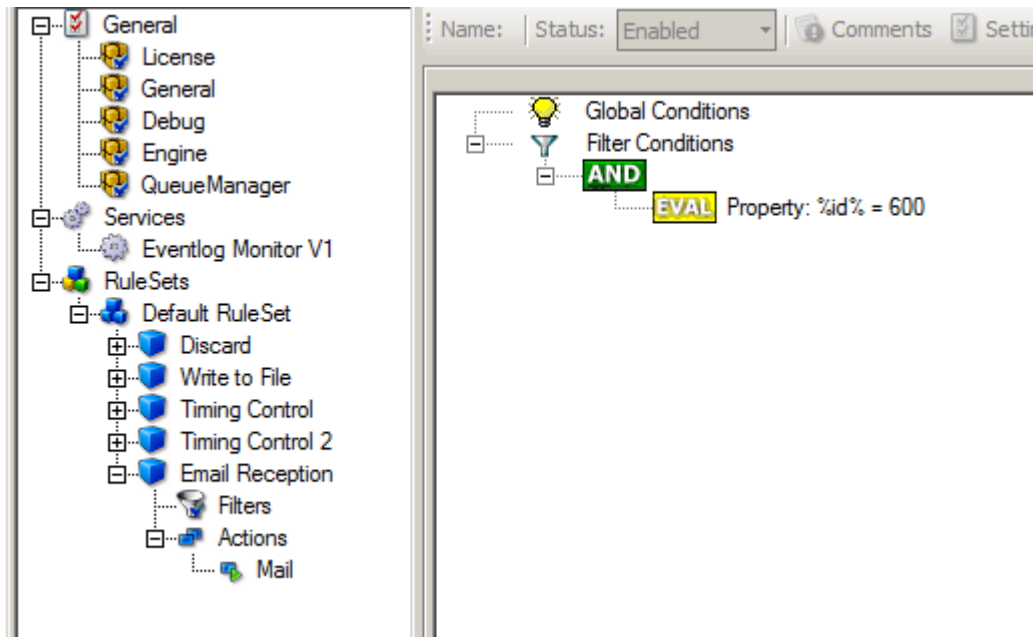 General
License
General
Debug
Engine
QueueManager
Services
Eventlog Monitor V1
RuleSets
Default RuleSet
Discard
Write to File
Timing Control
Timing Control 2
Email Reception
Filters
Actions
Mail
Name: Status: Enabled Comments Settin
Global Conditions
Filter Conditions
AND
EVAL Property: %id% = 600